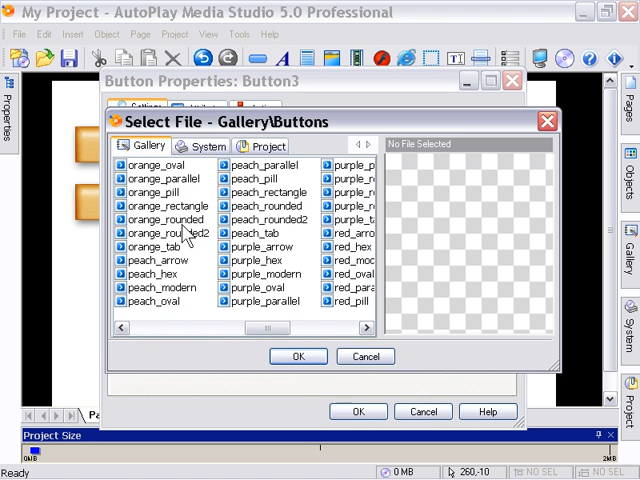 My Project - AutoPlay Media Studio 5.0 Professional
File Edit Insert Object Page Project View Tools Help
Properties
Button Properties: Button3
Select File - Gallery\Buttons
Gallery System Project
No File Selected
orange_oval peach_parallel
orange_parallel peach_pill
orange_pill peach_rectangle
orange_rectangle peach_rounded
orange_rounded peach_rounded2
peach_tab
orange_tab purple_arrow red_hex
peach_arrow purple_hex
peach_hex purple_modern red_oval
peach_modern purple_oval
peach_oval purple_parallel red_pill
OK Cancel
OK Cancel Help
Pages
Objects
Gallery
System
Project
Project Size
0MB 2MB
Ready 0 MB 260,-10 NO SEL NO SEL